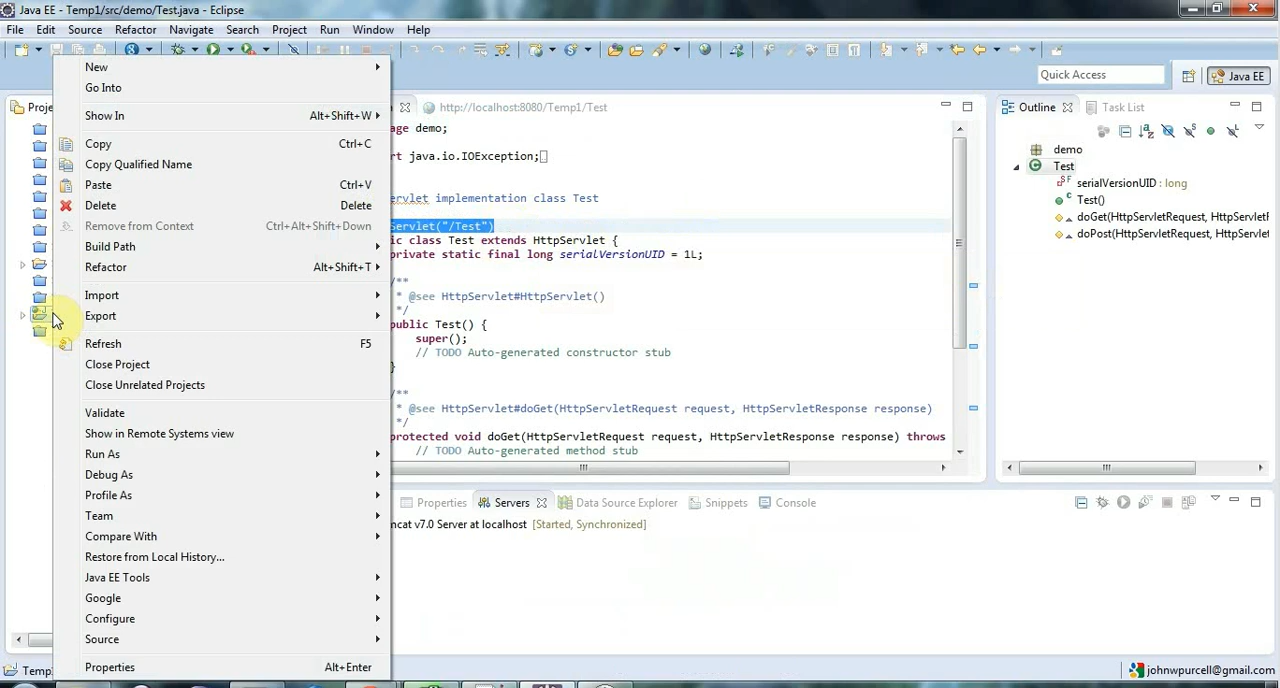 Java EE - Temp1/src/demo/Test.java - Eclipse
File Edit Source Refactor Navigate Search Project Run Window Help
Quick Access
Java EE
Proje
http://localhost:8080/Temp1/Test
Outline
Task List
New
Go Into
Show In Alt+Shift+W
Copy Ctrl+C
Copy Qualified Name
Paste Ctrl+V
Delete Delete
Remove from Context Ctrl+Alt+Shift+Down
Build Path
Refactor Alt+Shift+T
Import
Export
Refresh F5
Close Project
Close Unrelated Projects
Validate
Show in Remote Systems view
Run As
Debug As
Profile As
Team
Compare With
Restore from Local History...
Java EE Tools
Google
Configure
Source
Properties Alt+Enter
age demo;
rt java.io.IOException;
ervlet implementation class Test
Servlet("/Test")
ic class Test extends HttpServlet {
private static final long serialVersionUID = 1L;
/**
* @see HttpServlet#HttpServlet()
*/
public Test() {
super();
// TODO Auto-generated constructor stub
}
/**
* @see HttpServlet#doGet(HttpServletRequest request, HttpServletResponse response)
*/
protected void doGet(HttpServletRequest request, HttpServletResponse response) throws
// TODO Auto-generated method stub
demo
Test
serialVersionUID : long
Test()
doGet(HttpServletRequest, HttpServletR
doPost(HttpServletRequest, HttpServlet
Properties Servers Data Source Explorer Snippets Console
ncat v7.0 Server at localhost [Started, Synchronized]
Temp
johnwpurcell@gmail.com